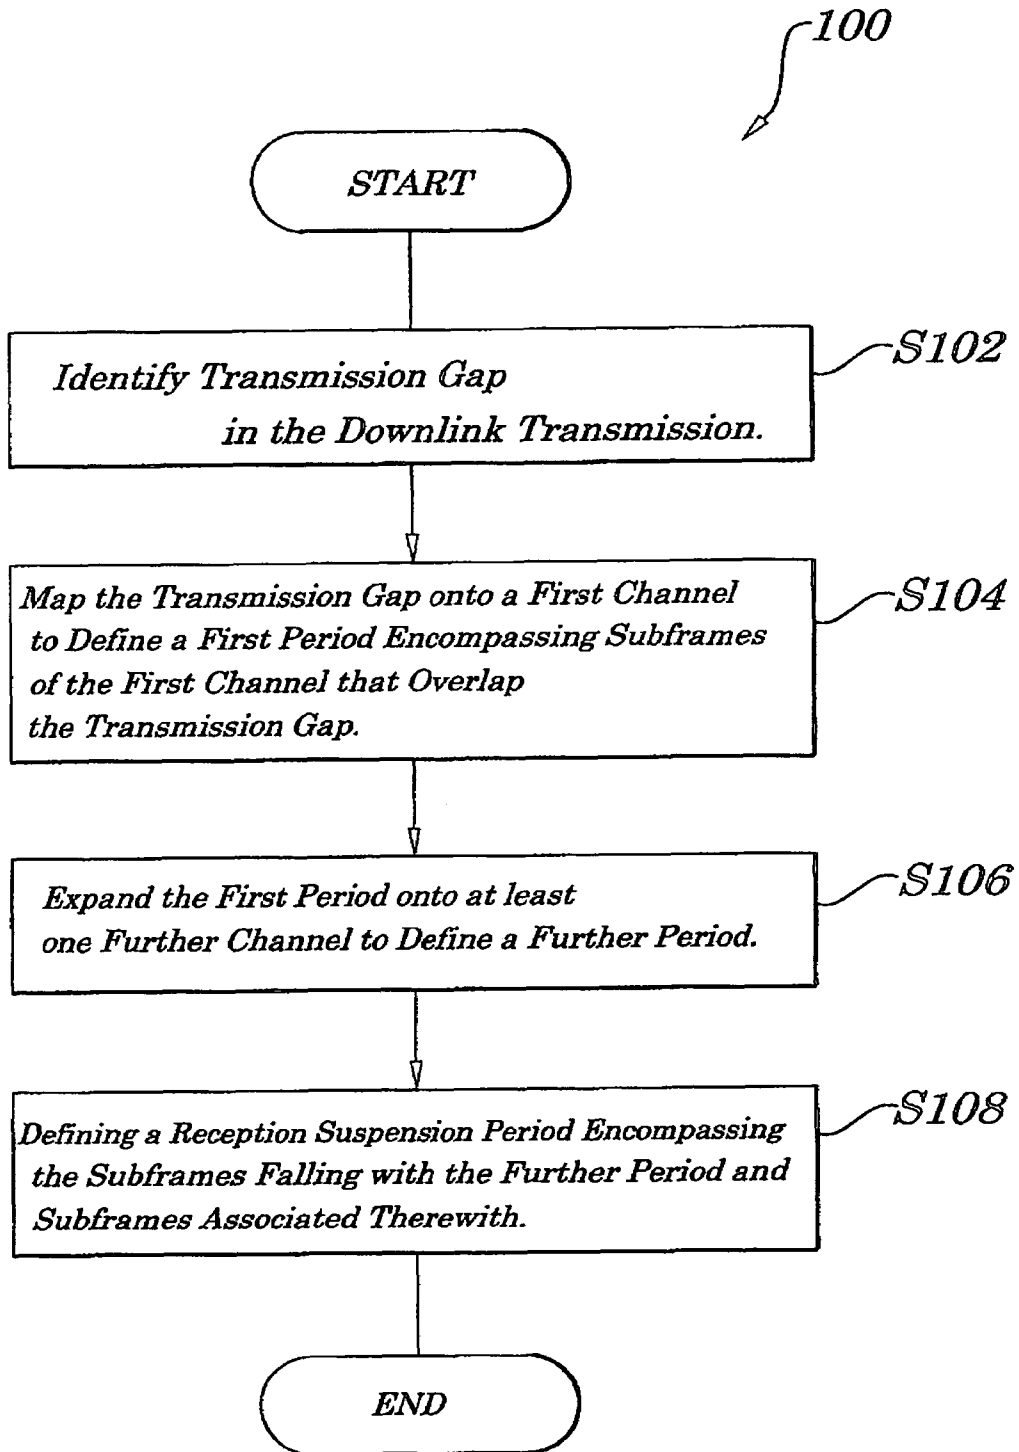 100
START
S102
Identify Transmission Gap
in the Downlink Transmission.
S104
Map the Transmission Gap onto a First Channel
to Define a First Period Encompassing Subframes
of the First Channel that Overlap
the Transmission Gap.
S106
Expand the First Period onto at least
one Further Channel to Define a Further Period.
S108
Defining a Reception Suspension Period Encompassing
the Subframes Falling with the Further Period and
Subframes Associated Therewith.
END